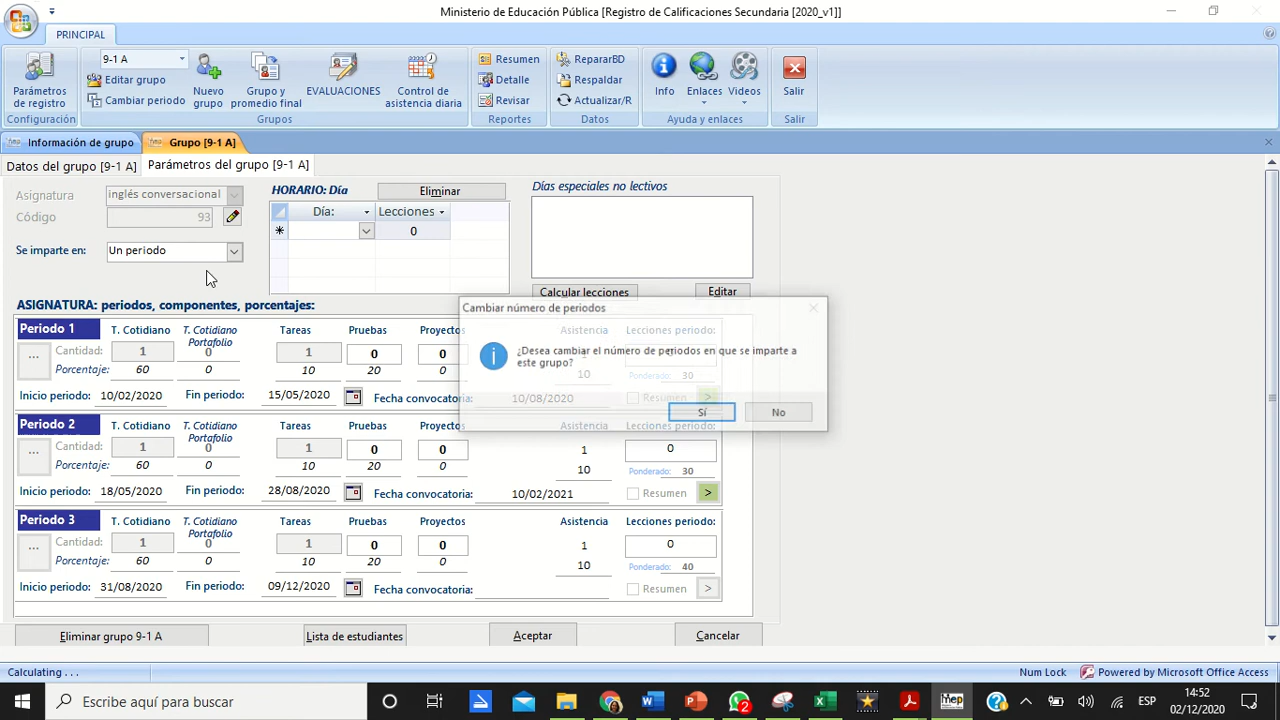 Ministerio de Educación Pública [Registro de Calificaciones Secundaria [2020_v1]]
PRINCIPAL
9-1 A
Editar grupo
Cambiar periodo
Parámetros de registro
Nuevo grupo
Grupo y promedio final
EVALUACIONES
Control de asistencia diaria
Resumen
Detalle
Revisar
RepararBD
Respaldar
Actualizar/R
Info
Enlaces
Videos
Salir
Configuración
Grupos
Reportes
Datos
Ayuda y enlaces
Salir
Información de grupo
Grupo [9-1 A]
Datos del grupo [9-1 A]
Parámetros del grupo [9-1 A]
Asignatura inglés conversacional
Código 93
Se imparte en: Un periodo
HORARIO: Día
Eliminar
Día: Lecciones
0
Días especiales no lectivos
Calcular lecciones
Editar
ASIGNATURA: periodos, componentes, porcentajes:
Cambiar número de periodos
¿Desea cambiar el número de periodos en que se imparte a
este grupo?
Sí
No
Periodo 1 T. Cotidiano T. Cotidiano Portafolio Tareas Pruebas Proyectos Asistencia Lecciones periodo:
... Cantidad: 1 0 1 0 0
Porcentaje: 60 0 10 20 0 10 Ponderado: 30
Inicio periodo: 10/02/2020 Fin periodo: 15/05/2020 Fecha convocatoria: 10/08/2020 Resumen >
Periodo 2 T. Cotidiano T. Cotidiano Portafolio Tareas Pruebas Proyectos Asistencia Lecciones periodo:
... Cantidad: 1 0 1 0 0 1 0
Porcentaje: 60 0 10 20 0 10 Ponderado: 30
Inicio periodo: 18/05/2020 Fin periodo: 28/08/2020 Fecha convocatoria: 10/02/2021 Resumen >
Periodo 3 T. Cotidiano T. Cotidiano Portafolio Tareas Pruebas Proyectos Asistencia Lecciones periodo:
... Cantidad: 1 0 1 0 0 1 0
Porcentaje: 60 0 10 20 0 10 Ponderado: 40
Inicio periodo: 31/08/2020 Fin periodo: 09/12/2020 Fecha convocatoria: Resumen >
Eliminar grupo 9-1 A
Lista de estudiantes
Aceptar
Cancelar
Calculating . . .
Num Lock
Powered by Microsoft Office Access
Escribe aquí para buscar
2
ESP
14:52
02/12/2020